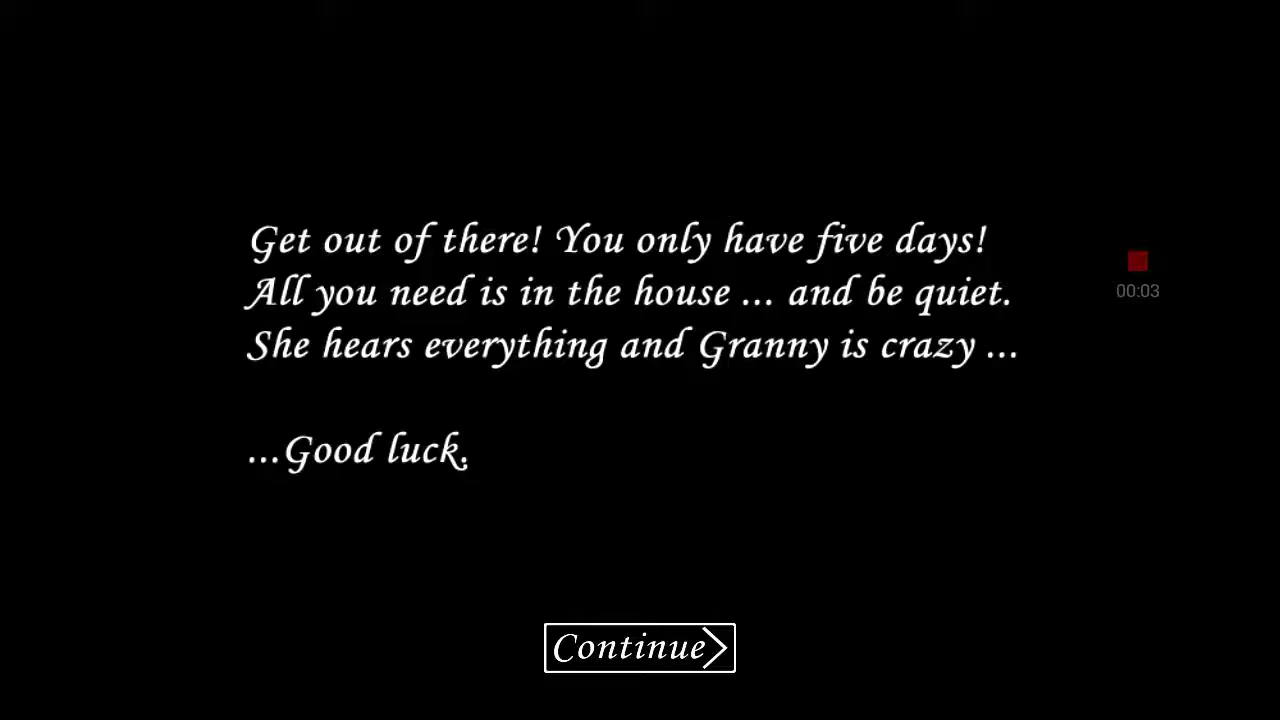 Get out of there! You only have five days!
All you need is in the house ... and be quiet.
She hears everything and Granny is crazy ...
...Good luck.
00:03
Continue>